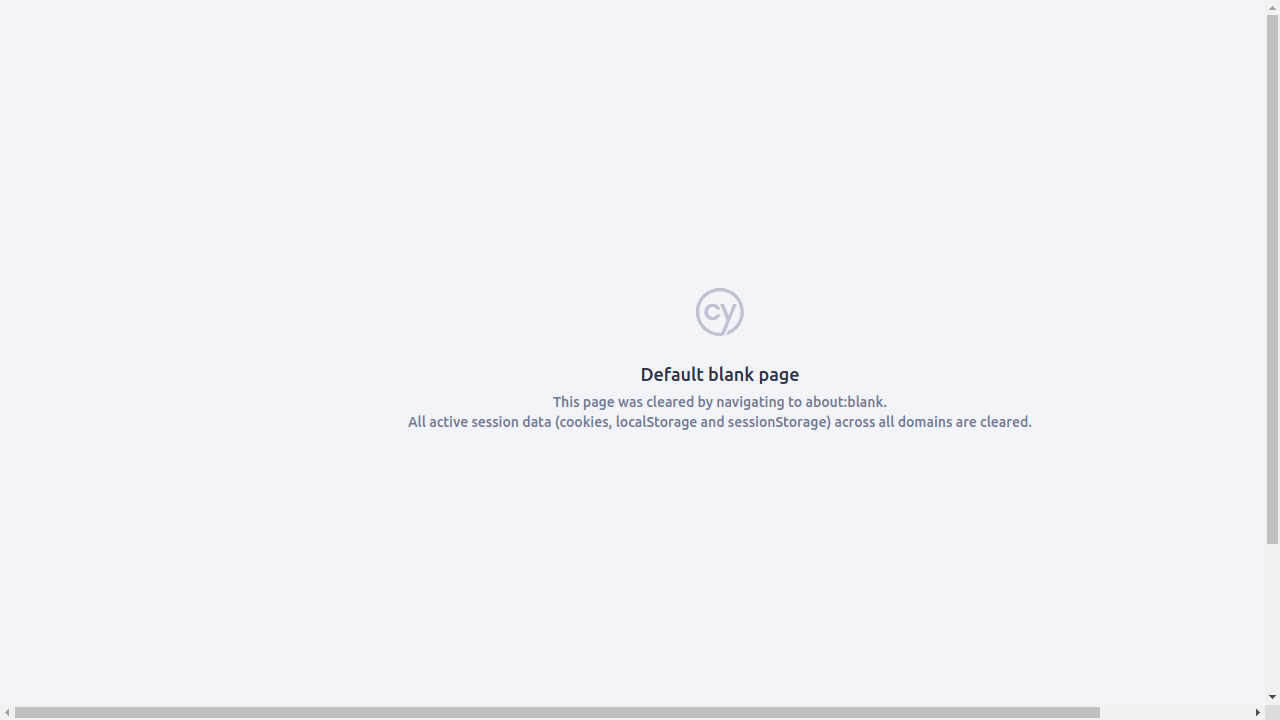 cy
Default blank page
This page was cleared by navigating to about:blank.
All active session data (cookies, localStorage and sessionStorage) across all domains are cleared.